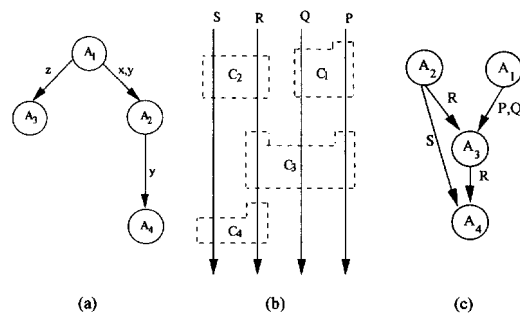 S R Q P
A1
z x,y
A3 A2
y
A4
(a)
C2 C1
C3
C4
(b)
A2 A1
R P,Q
S
A3
R
A4
(c)